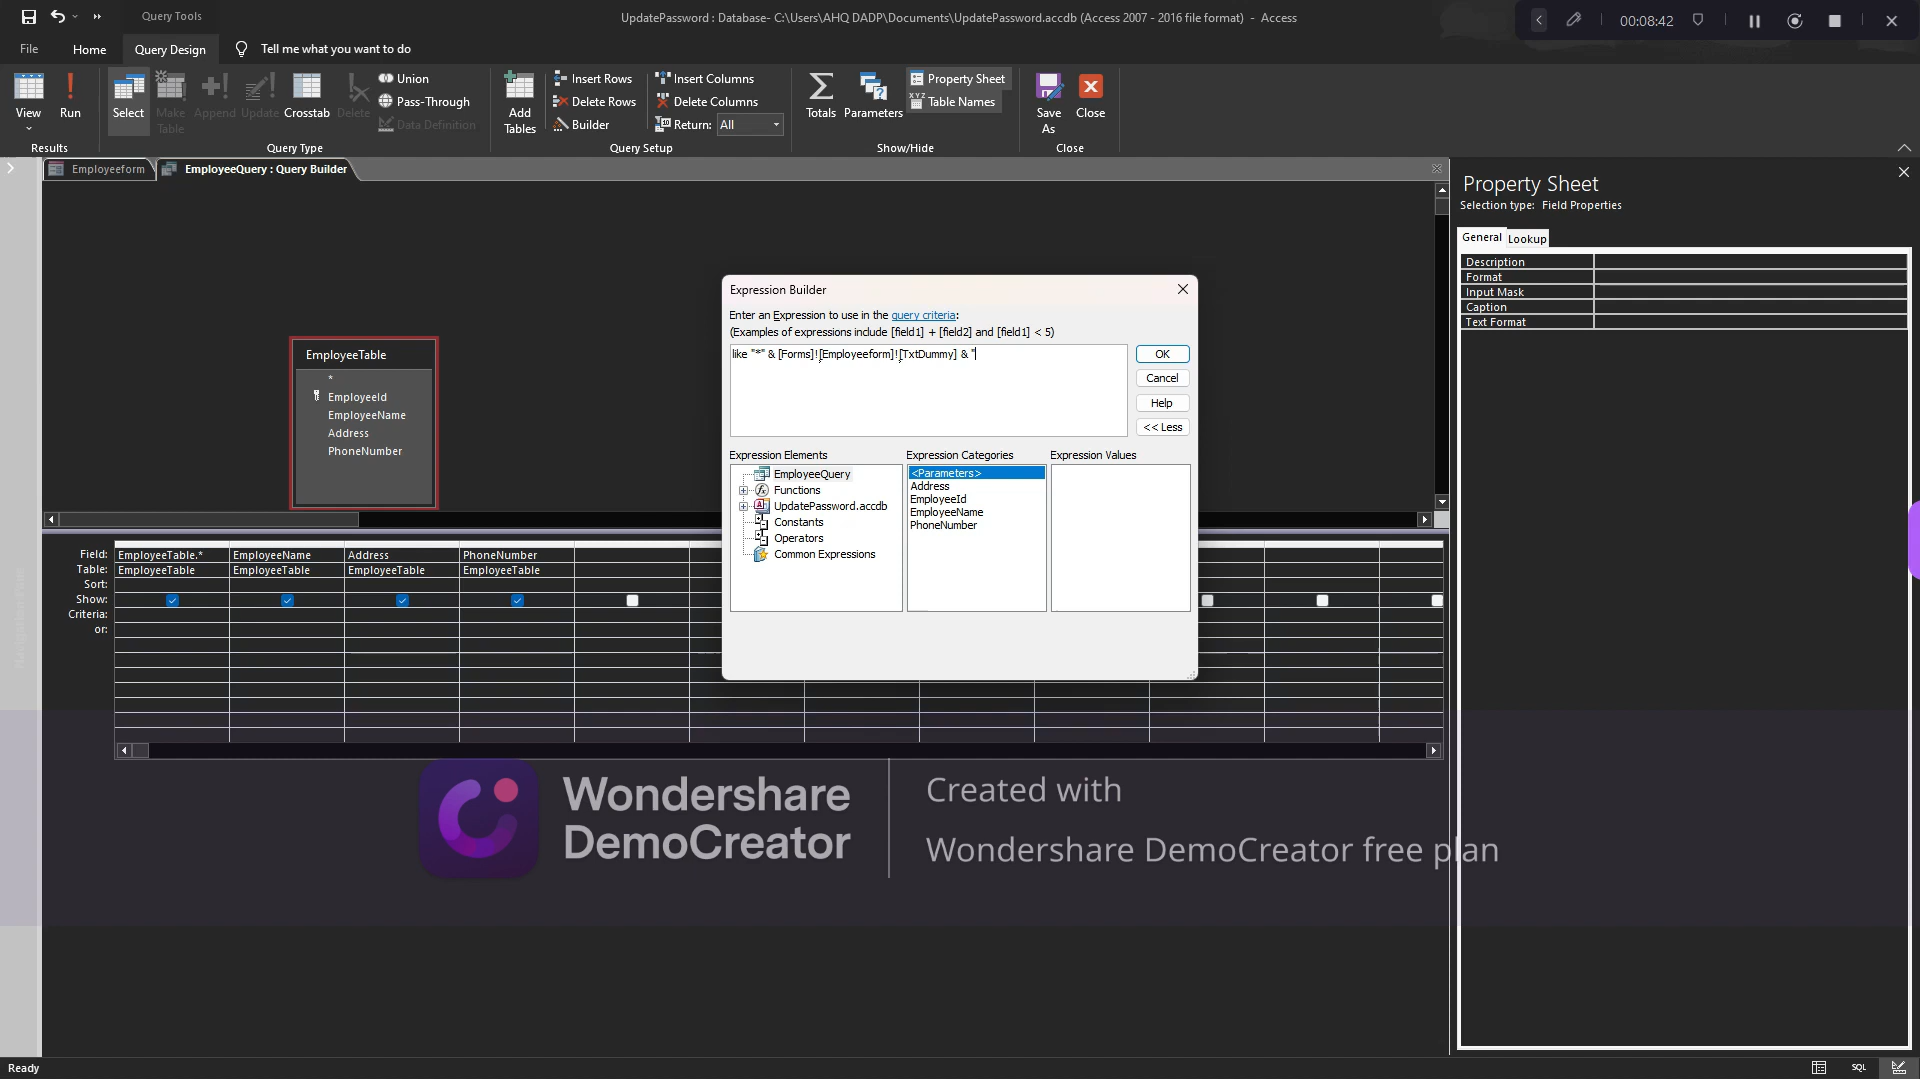 Query Tools
UpdatePassword : Database- C:\Users\AHQ DADP\Documents\UpdatePassword.accdb (Access 2007 - 2016 file format) - Access
00:08:42
File
Home
Query Design
Tell me what you want to do
View
Run
Select
Make
Table
Append
Update
Crosstab
Delete
Union
Pass-Through
Data Definition
Add
Tables
Insert Rows
Delete Rows
Builder
Insert Columns
Delete Columns
Return:
All
Totals
Parameters
Property Sheet
Table Names
Save
As
Close
Results
Query Type
Query Setup
Show/Hide
Close
Employeeform
EmployeeQuery : Query Builder
EmployeeTable
*
EmployeeId
EmployeeName
Address
PhoneNumber
Expression Builder
Enter an Expression to use in the query criteria:
(Examples of expressions include [field1] + [field2] and [field1] < 5)
like "*" & [Forms]![Employeeform]![TxtDummy] & "
OK
Cancel
Help
<< Less
Expression Elements
Expression Categories
Expression Values
EmployeeQuery
Functions
UpdatePassword.accdb
Constants
Operators
Common Expressions
<Parameters>
Address
EmployeeId
EmployeeName
PhoneNumber
Field: EmployeeTable.* EmployeeName Address PhoneNumber
Table: EmployeeTable EmployeeTable EmployeeTable EmployeeTable
Sort:
Show:
Criteria:
or:
Property Sheet
Selection type: Field Properties
General
Lookup
Description
Format
Input Mask
Caption
Text Format
Wondershare
DemoCreator
Created with
Wondershare DemoCreator free plan
Ready
SQL